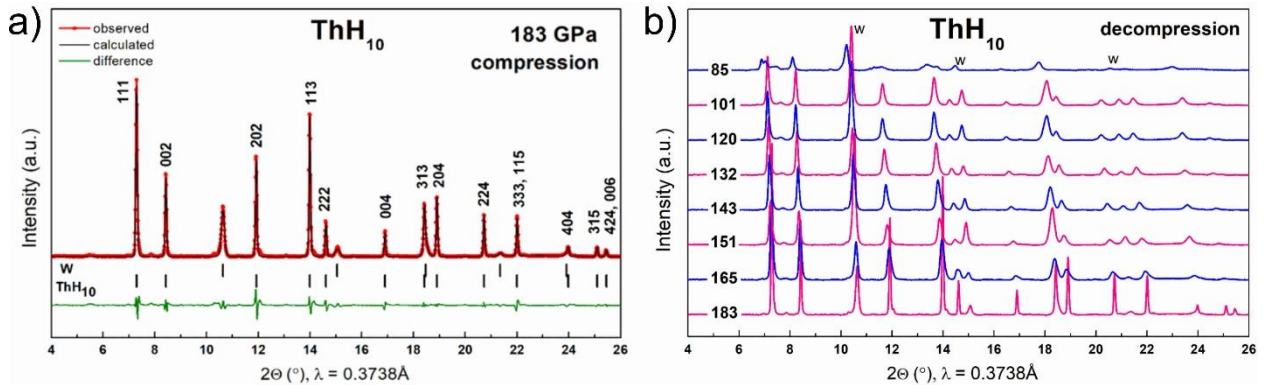 a)
observed
calculated
difference
ThH10
183 GPa
compression
111
002
202
113
222
004
313
204
224
333, 115
404
315
424, 006
W
ThH10
Intensity (a.u.)
4 6 8 10 12 14 16 18 20 22 24 26
2Θ (°), λ = 0.3738Å
b)
ThH10
decompression
W
W
W
85
101
120
132
143
151
165
183
Intensity (a.u.)
4 6 8 10 12 14 16 18 20 22 24 26
2Θ (°), λ = 0.3738Å